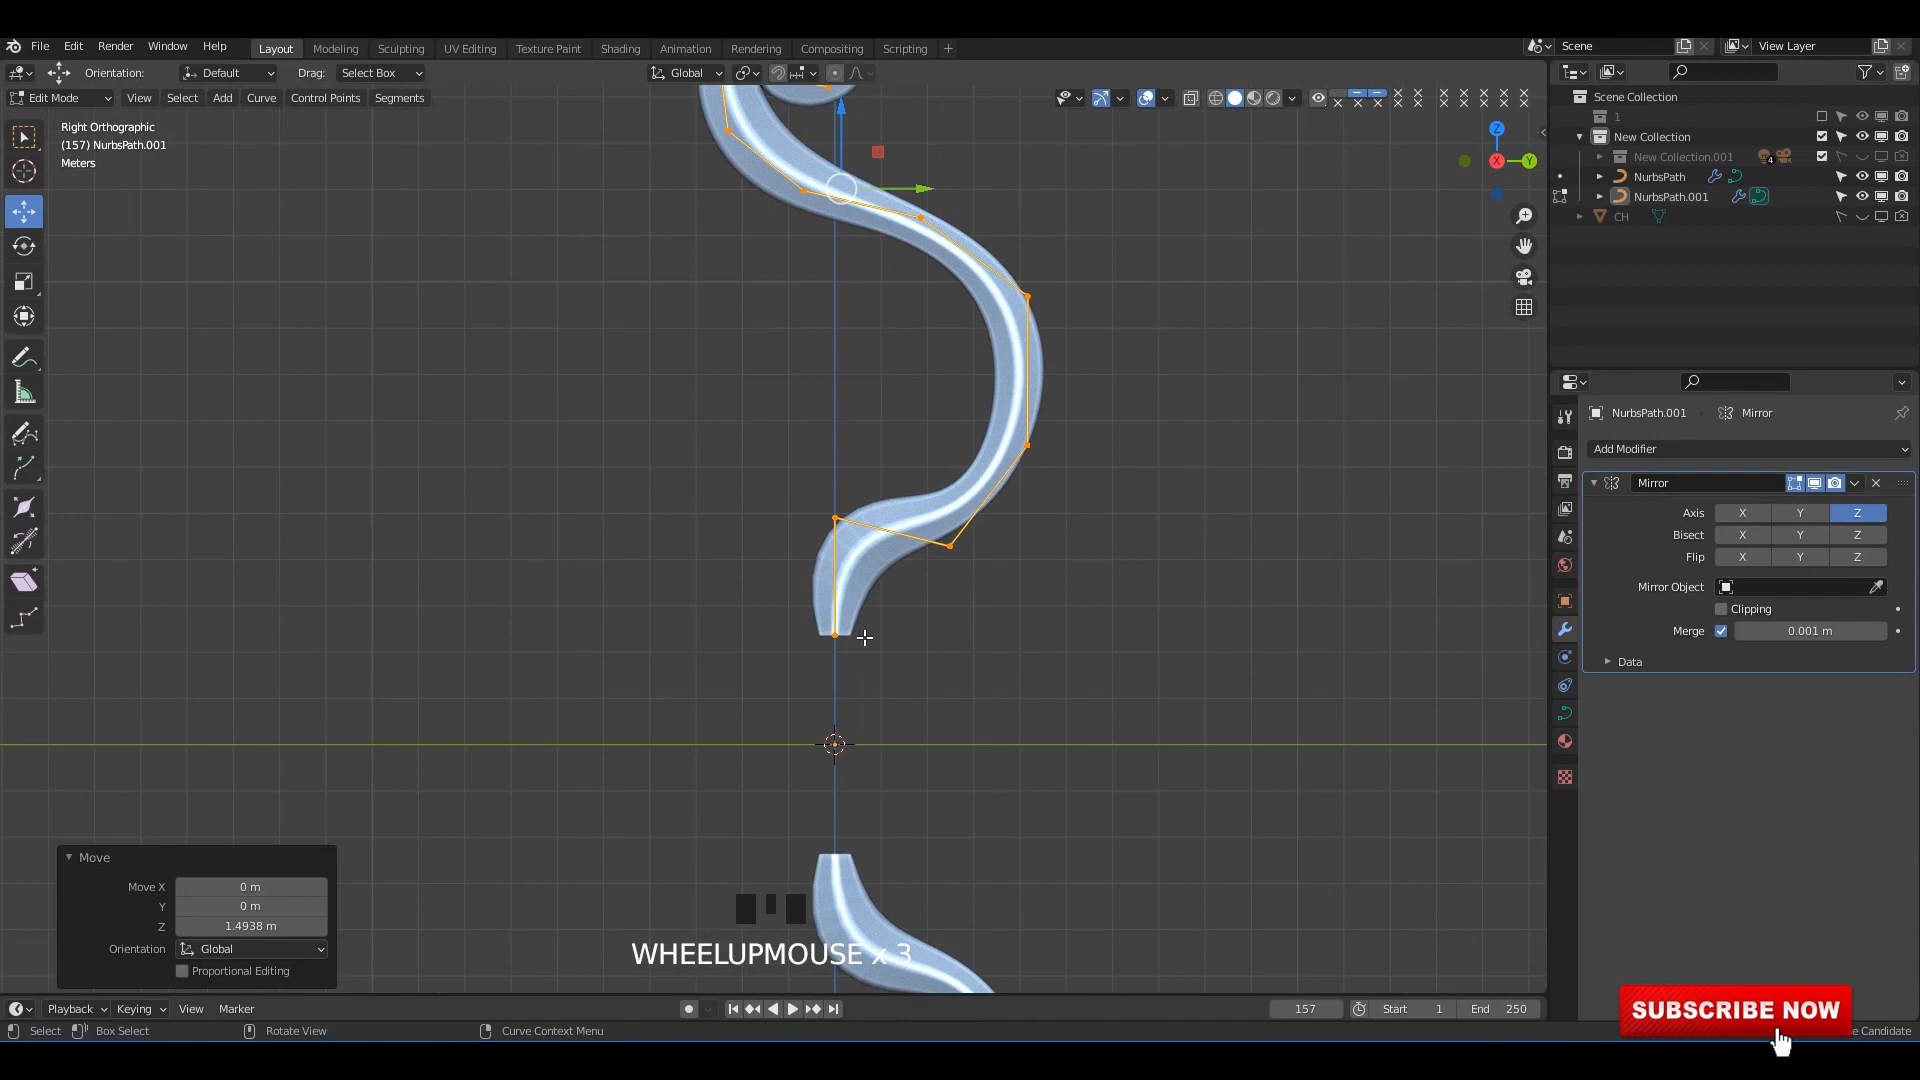 File Edit Render Window Help Layout Modeling Sculpting UV Editing Texture Paint Shading Animation Rendering Compositing Scripting + Scene View Layer
Orientation: Default Drag: Select Box Global
Edit Mode View Select Add Curve Control Points Segments
Right Orthographic
(157) NurbsPath.001
Meters
Z
X
Y
Scene Collection
1
New Collection
New Collection.001 4
NurbsPath
NurbsPath.001
CH
NurbsPath.001 Mirror
Add Modifier
Mirror
Axis X Y Z
Bisect X Y Z
Flip X Y Z
Mirror Object
Clipping
Merge 0.001 m
Data
Move
Move X 0 m
Y 0 m
Z 1.4938 m
Orientation Global
Proportional Editing
WHEELUPMOUSE x 3
Playback Keying View Marker 157 Start 1 End 250
Select Box Select Rotate View Curve Context Menu
SUBSCRIBE NOW
e Candidate